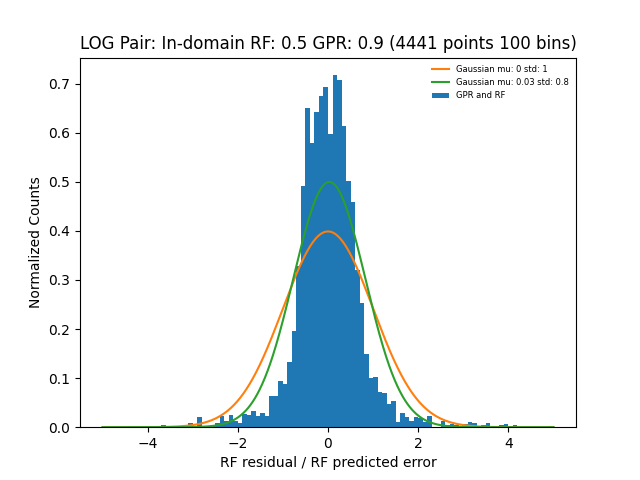 LOG Pair: In-domain RF: 0.5 GPR: 0.9 (4441 points 100 bins)
Gaussian mu: 0 std: 1
Gaussian mu: 0.03 std: 0.8
GPR and RF
Normalized Counts
0.7
0.6
0.5
0.4
0.3
0.2
0.1
0.0
−4 −2 0 2 4
RF residual / RF predicted error